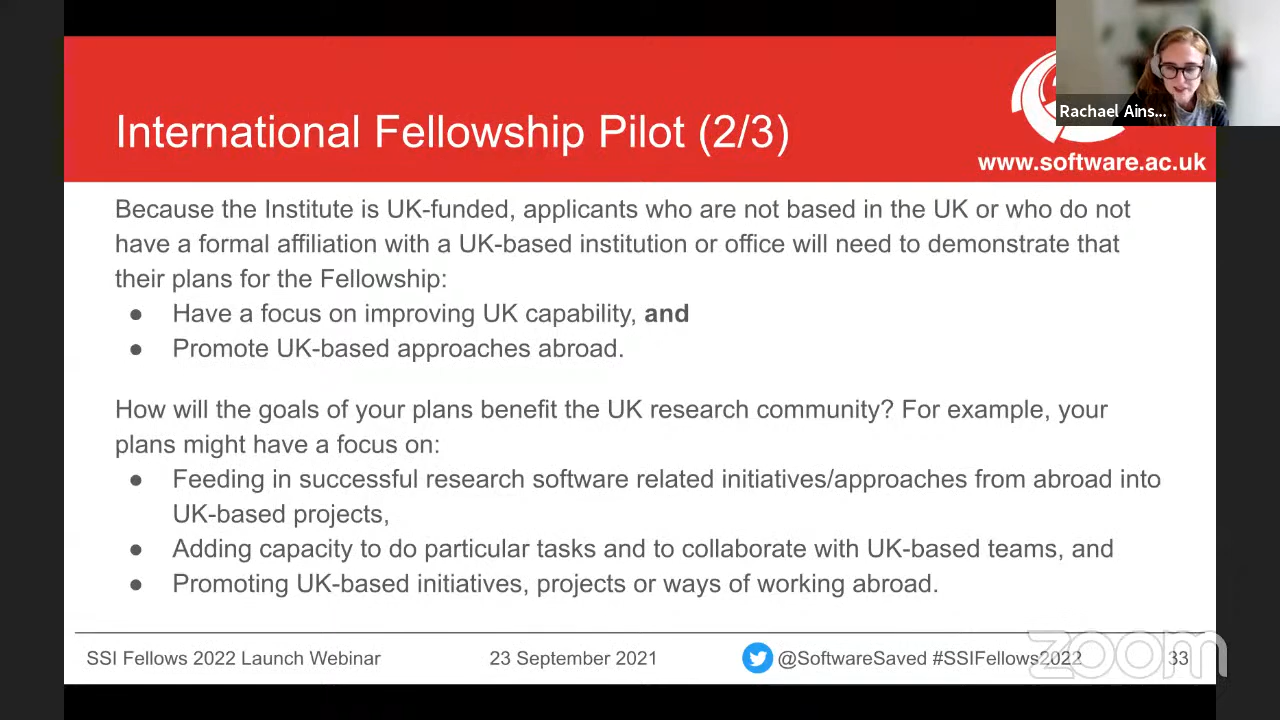 International Fellowship Pilot (2/3)
Rachael Ains...
www.software.ac.uk
Because the Institute is UK-funded, applicants who are not based in the UK or who do not
have a formal affiliation with a UK-based institution or office will need to demonstrate that
their plans for the Fellowship:
● Have a focus on improving UK capability, and
● Promote UK-based approaches abroad.
How will the goals of your plans benefit the UK research community? For example, your
plans might have a focus on:
● Feeding in successful research software related initiatives/approaches from abroad into
UK-based projects,
● Adding capacity to do particular tasks and to collaborate with UK-based teams, and
● Promoting UK-based initiatives, projects or ways of working abroad.
SSI Fellows 2022 Launch Webinar
23 September 2021
@SoftwareSaved #SSIFellows2022
33
zoom